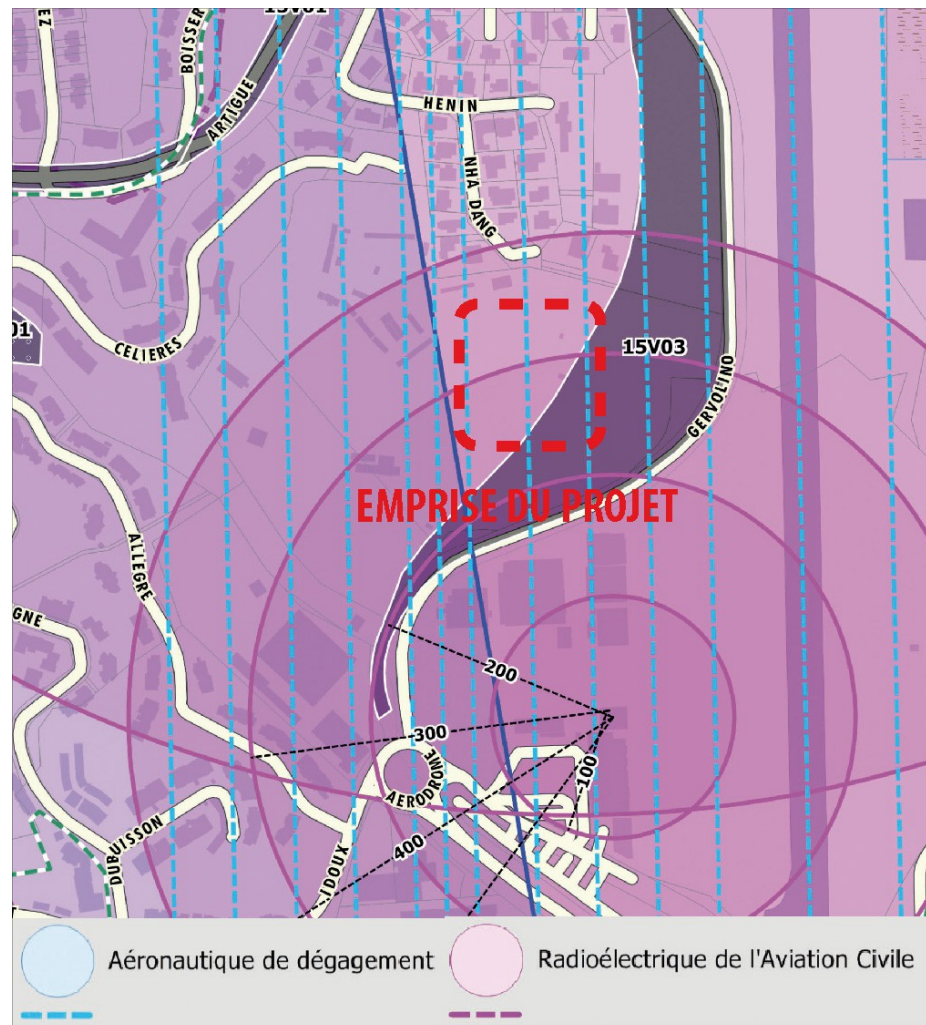 15V01
EZ
BOISSER
ARTIGUE
HENIN
NHA DANG
01
CELIERES
15V03
GERVOLINO
EMPRISE DU PROJET
ALLEGRE
GNE
200
300
100
AERODROME
DUBUISSON
IDOUX
400
Aéronautique de dégagement
Radioélectrique de l'Aviation Civile